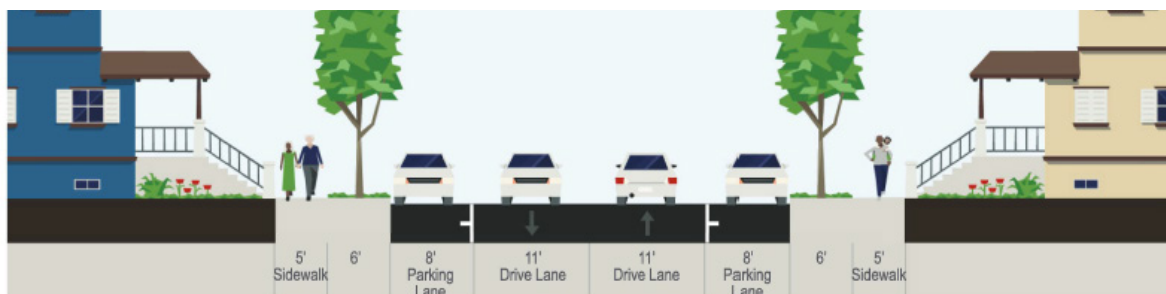 5'
Sidewalk
6'
8'
Parking
Lane
11'
Drive Lane
11'
Drive Lane
8'
Parking
Lane
6'
5'
Sidewalk